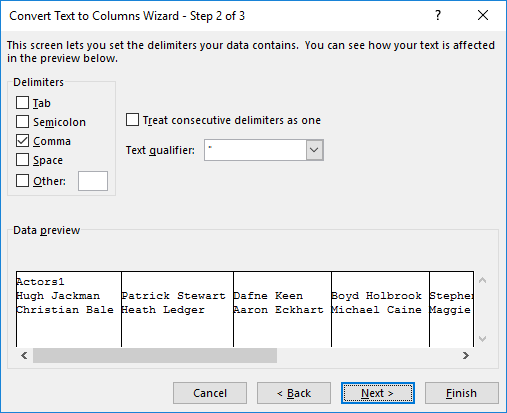 Convert Text to Columns Wizard - Step 2 of 3
?
This screen lets you set the delimiters your data contains. You can see how your text is affected
in the preview below.
Delimiters
Tab
Semicolon
Comma
Space
Other:
Treat consecutive delimiters as one
Text qualifier: "
Data preview
Actors1
Hugh Jackman Patrick Stewart Dafne Keen Boyd Holbrook Stephen
Christian Bale Heath Ledger Aaron Eckhart Michael Caine Maggie
Cancel < Back Next > Finish